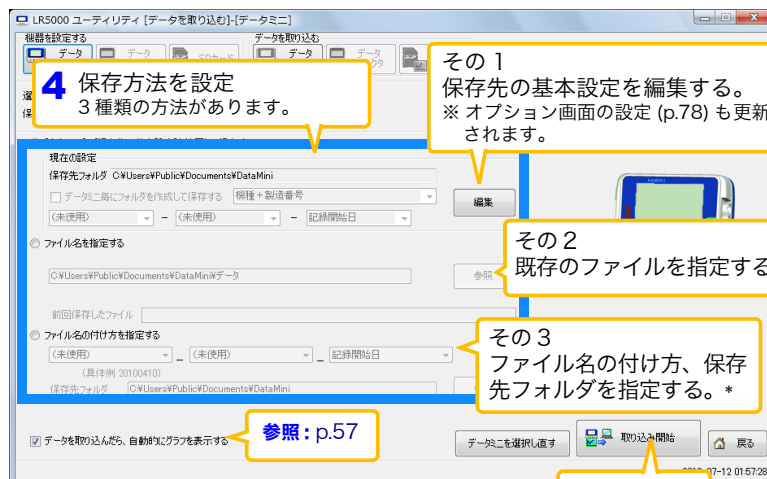 LR5000 ユーティリティ [データを取り込む]-[データミニ]
機器を設定する
データを取り込む
データ
データ
SDカード
データ
データ
4 保存方法を設定
3種類の方法があります。
その 1
保存先の基本設定を編集する。
※ オプション画面の設定 (p.78) も更新
されます。
現在の設定
保存先フォルダ C:¥Users¥Public¥Documents¥DataMini
データミニ毎にフォルダを作成して保存する 機種+製造番号
編集
(未使用) - (未使用) - 記録開始日
ファイル名を指定する
その 2
既存のファイルを指定する
C:¥Users¥Public¥Documents¥DataMini¥データ
参照
前回保存したファイル
ファイル名の付け方を指定する
(未使用) _ (未使用) _ 記録開始日
(具体例 20100410)
保存先フォルダ C:¥Users¥Public¥Documents¥DataMini
その 3
ファイル名の付け方、保存
先フォルダを指定する。*
データを取り込んだら、自動的にグラフを表示する
参照：p.57
データミニを選択し直す
取り込み開始
戻る
07-12 01:57:28